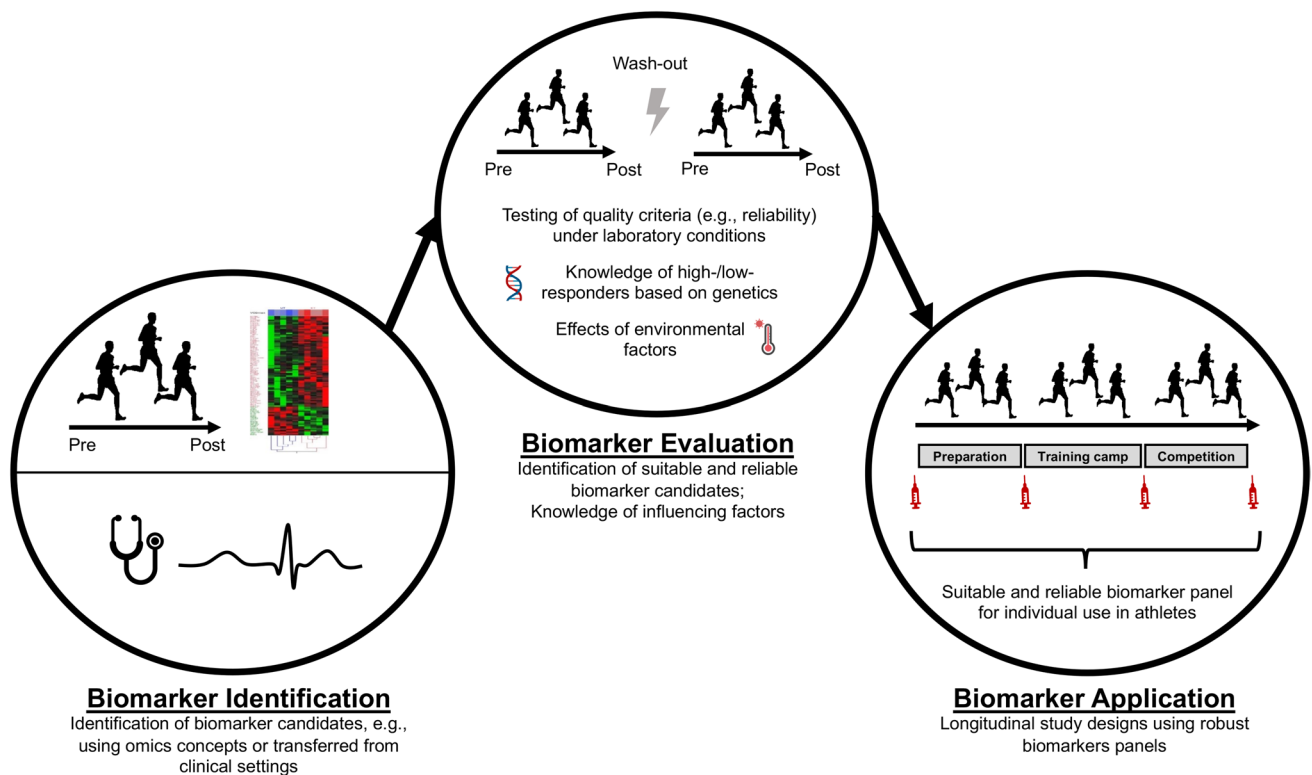 Pre
Post
Biomarker Identification
Identification of biomarker candidates, e.g.,
using omics concepts or transferred from
clinical settings
Wash-out
Pre
Post
Pre
Post
Testing of quality criteria (e.g., reliability)
under laboratory conditions
Knowledge of high-/low-
responders based on genetics
Effects of environmental
factors
Biomarker Evaluation
Identification of suitable and reliable
biomarker candidates;
Knowledge of influencing factors
Preparation
Training camp
Competition
Suitable and reliable biomarker panel
for individual use in athletes
Biomarker Application
Longitudinal study designs using robust
biomarkers panels